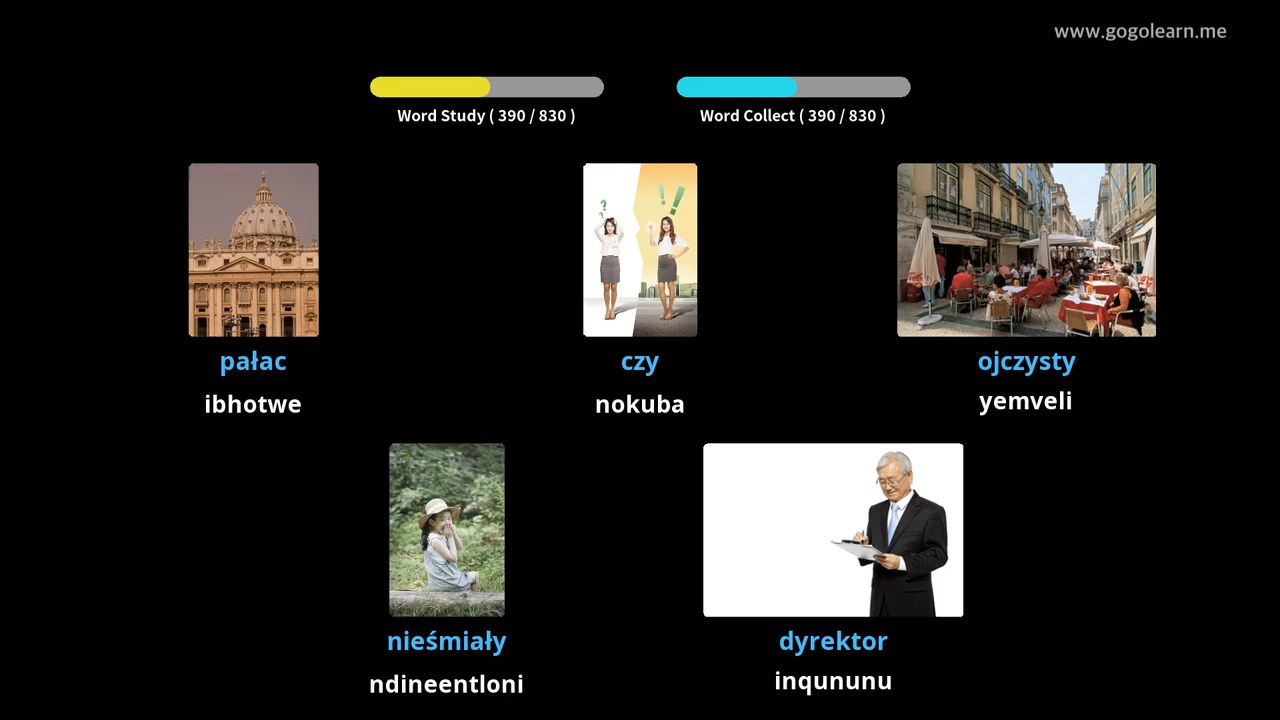 www.gogolearn.me
Word Study ( 390 / 830 )
Word Collect ( 390 / 830 )
pałac
czy
ojczysty
ibhotwe
nokuba
yemveli
nieśmiały
dyrektor
ndineentloni
inqununu